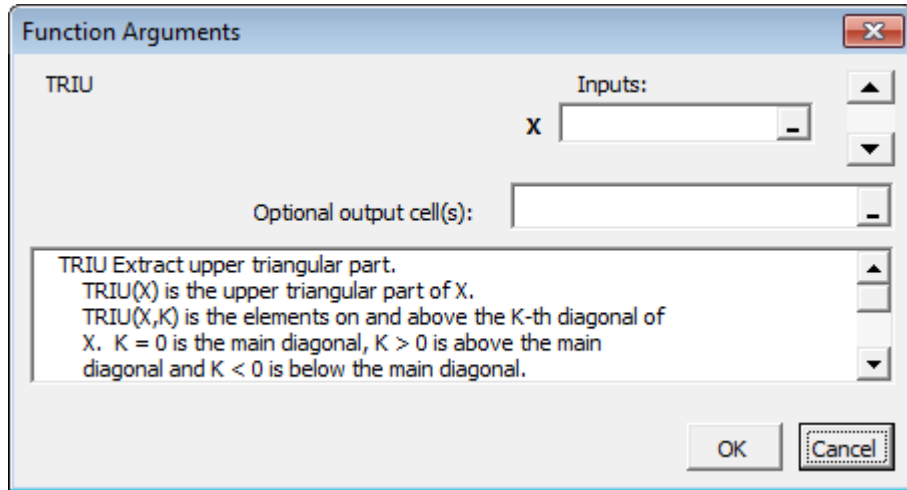 Function Arguments
TRIU
Inputs:
X
Optional output cell(s):
TRIU Extract upper triangular part.
TRIU(X) is the upper triangular part of X.
TRIU(X,K) is the elements on and above the K-th diagonal of
X.  K = 0 is the main diagonal, K > 0 is above the main
diagonal and K < 0 is below the main diagonal.
OK
Cancel